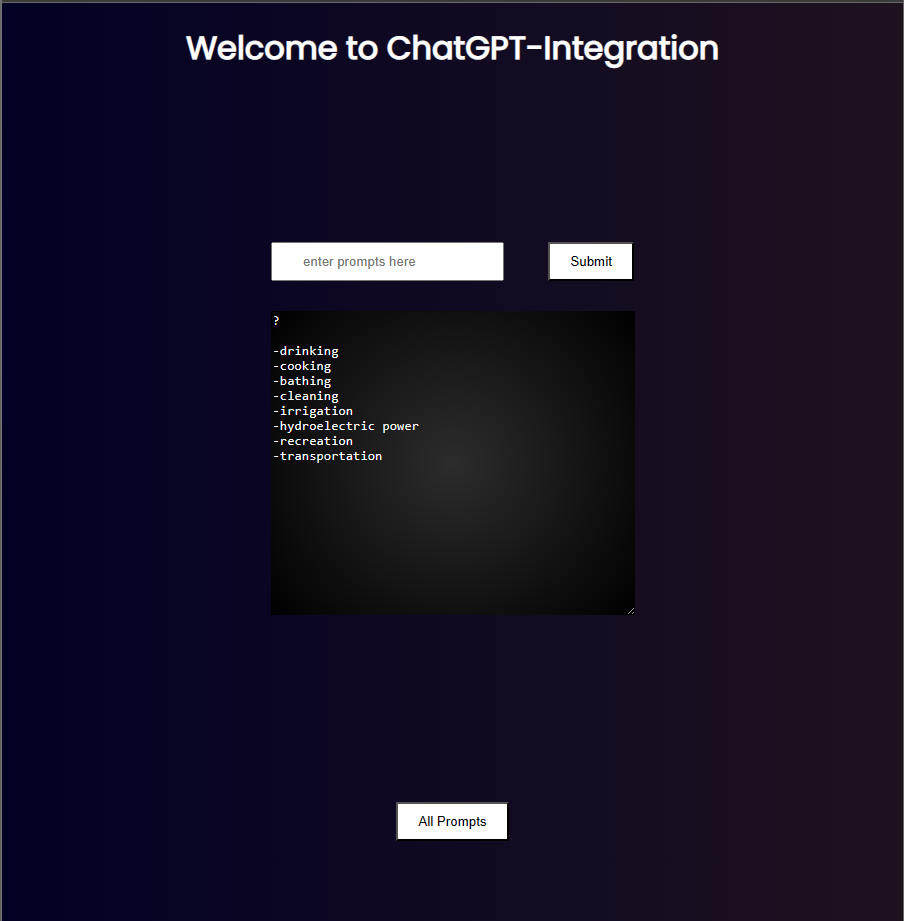 Welcome to ChatGPT-Integration
enter prompts here
Submit
?
-drinking
-cooking
-bathing
-cleaning
-irrigation
-hydroelectric power
-recreation
-transportation
All Prompts